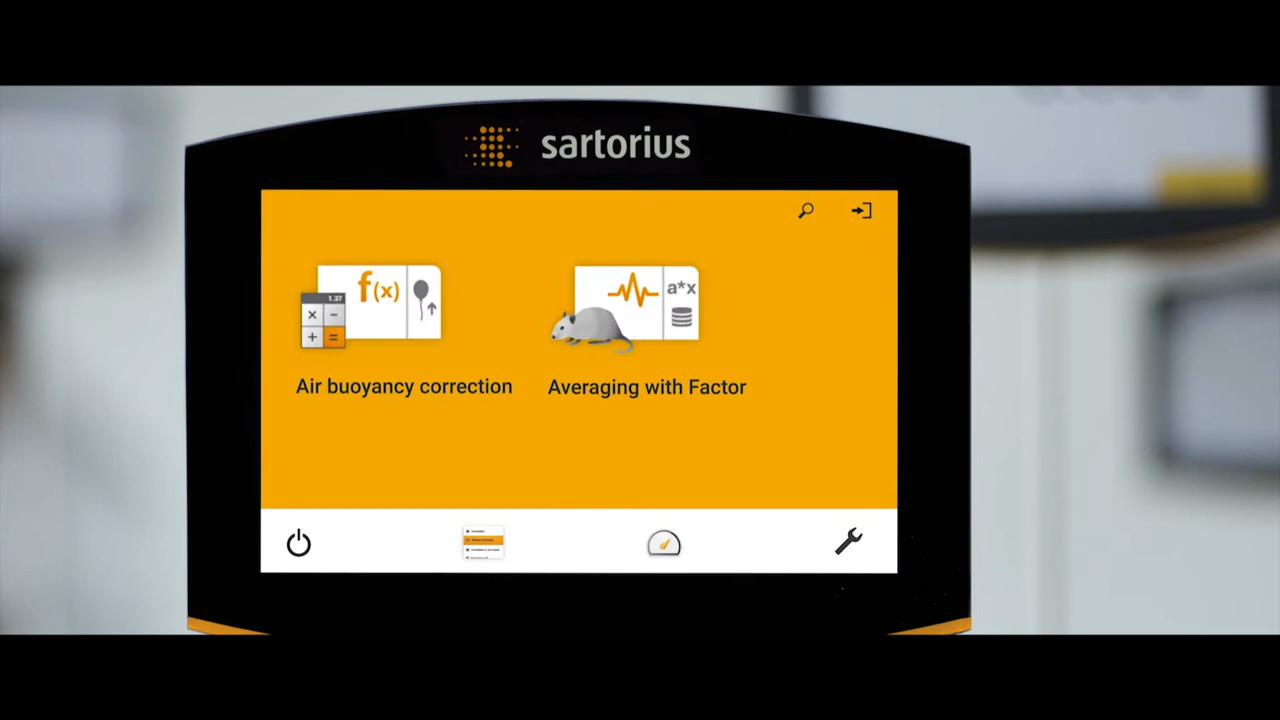 sartorius
1.37
f(x)
a*x
Air buoyancy correction
Averaging with Factor